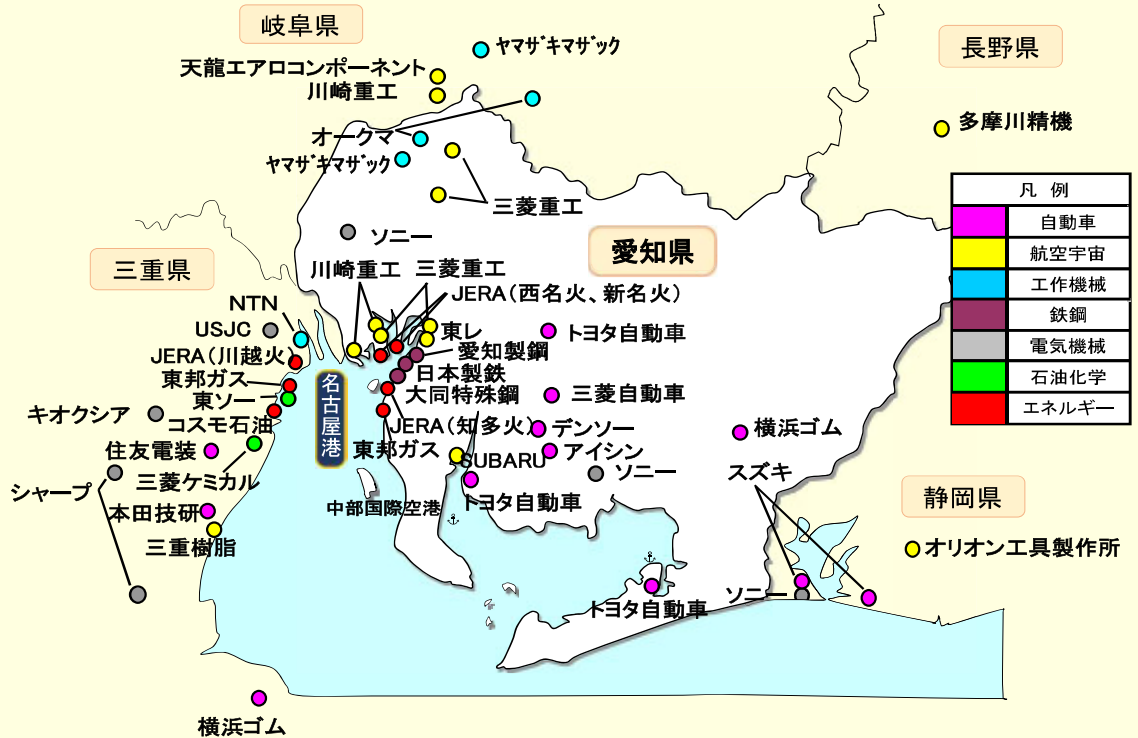 岐阜県
ヤマザキマザック
長野県
天龍エアロコンポーネント
川崎重工
多摩川精機
オークマ
ヤマザキマザック
三菱重工
凡 例
自動車
航空宇宙
工作機械
鉄鋼
電気機械
石油化学
エネルギー
ソニー
愛知県
三重県
川崎重工
三菱重工
JERA(西名火、新名火)
NTN
USJC
東レ
トヨタ自動車
JERA(川越火)
愛知製鋼
日本製鉄
東邦ガス
大同特殊鋼
東ソー
名古屋港
三菱自動車
キオクシア
コスモ石油
JERA(知多火)
デンソー
横浜ゴム
住友電装
東邦ガス
アイシン
SUBARU
ソニー
スズキ
三菱ケミカル
シャープ
中部国際空港
トヨタ自動車
静岡県
本田技研
三重樹脂
オリオン工具製作所
ソニー
トヨタ自動車
横浜ゴム